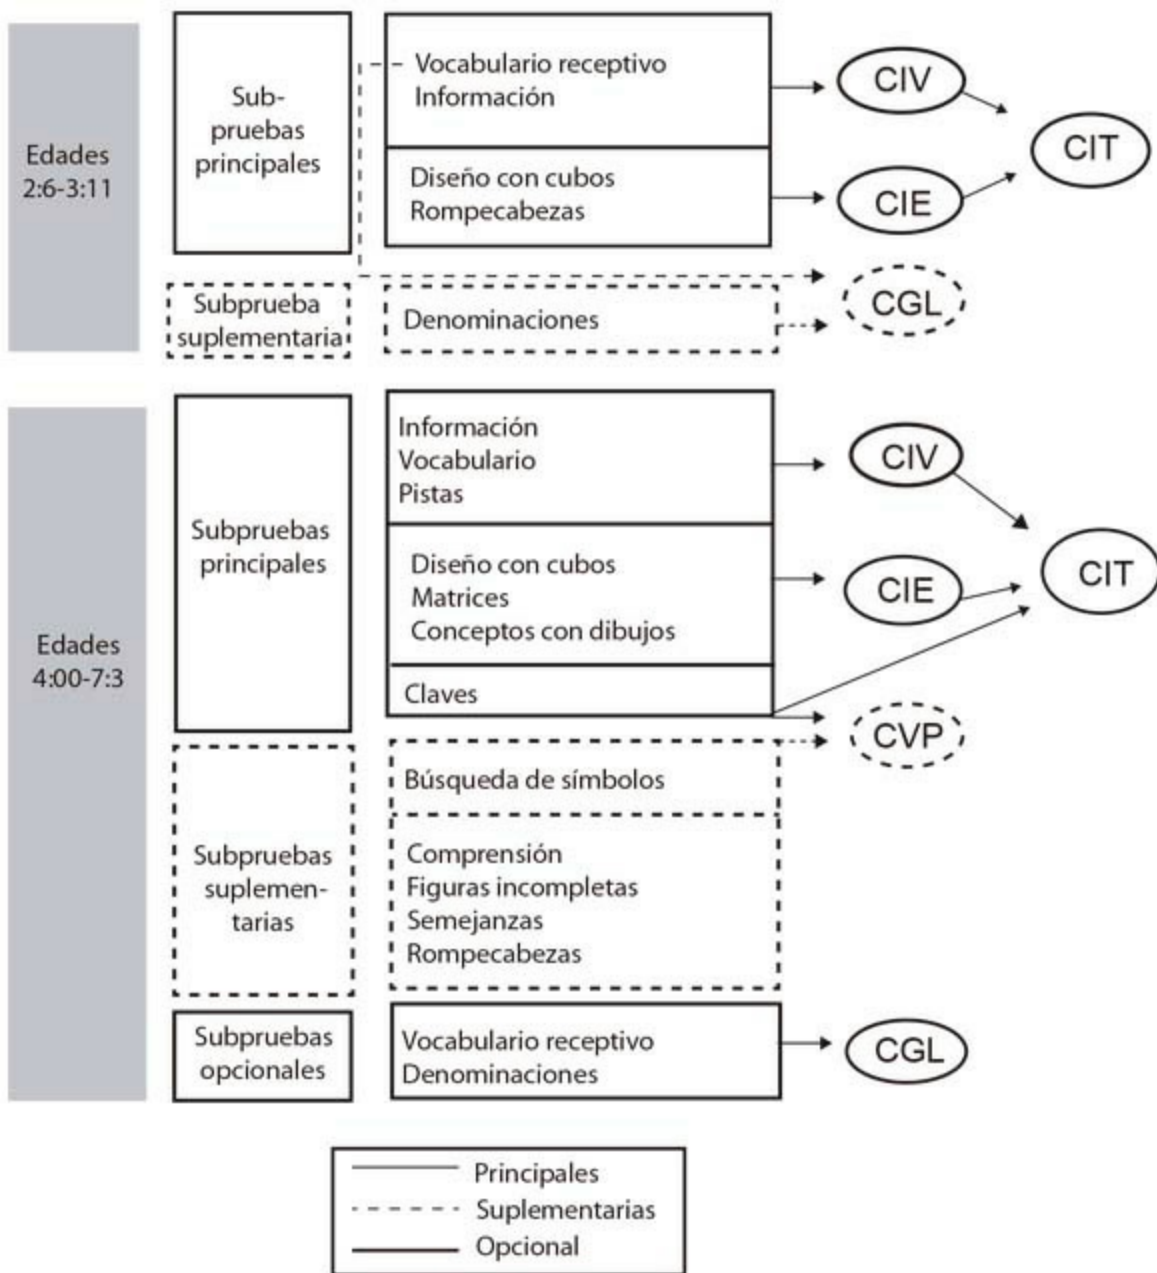 Edades
2:6-3:11
Sub-
pruebas
principales
Vocabulario receptivo
Información
Diseño con cubos
Rompecabezas
CIV
CIE
CIT
Subprueba
suplementaria
Denominaciones
CGL
Edades
4:00-7:3
Subpruebas
principales
Información
Vocabulario
Pistas
Diseño con cubos
Matrices
Conceptos con dibujos
Claves
CIV
CIE
CIT
CVP
Subpruebas
suplemen-
tarias
Búsqueda de símbolos
Comprensión
Figuras incompletas
Semejanzas
Rompecabezas
Subpruebas
opcionales
Vocabulario receptivo
Denominaciones
CGL
Principales
Suplementarias
Opcional